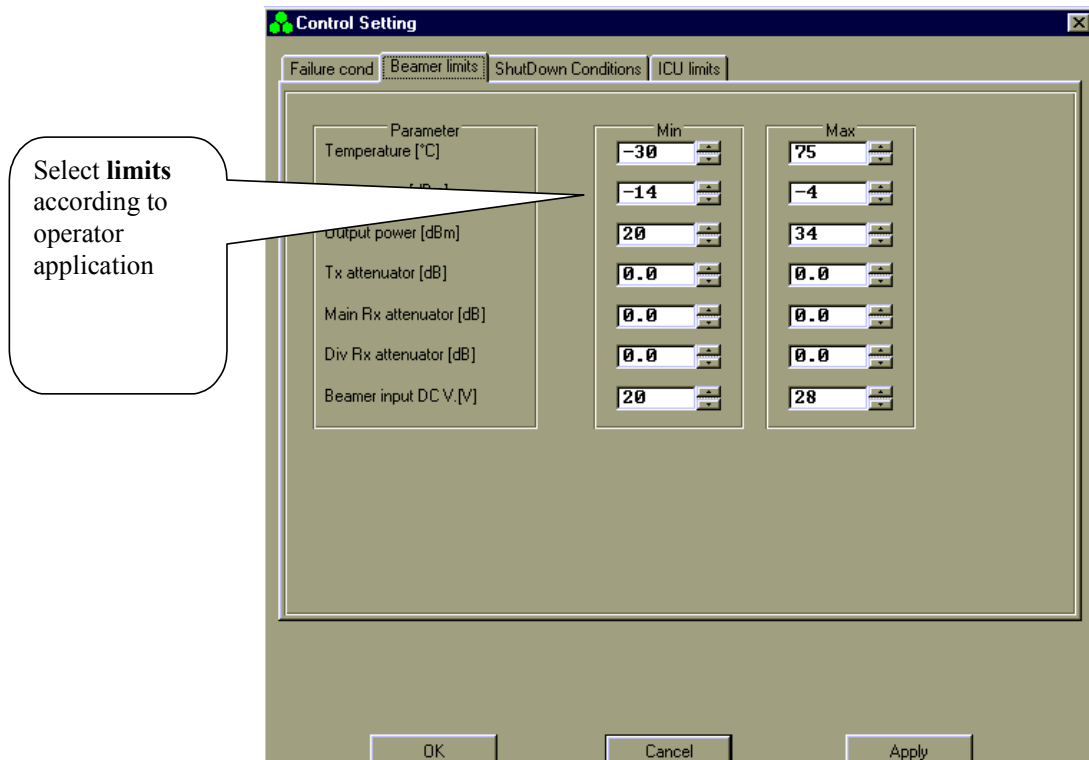 Control Setting
Failure cond Beamer limits ShutDown Conditions ICU limits
Parameter Min Max
Temperature [°C] -30 75
-14 -4
Output power [dBm] 20 34
Tx attenuator [dB] 0.0 0.0
Main Rx attenuator [dB] 0.0 0.0
Div Rx attenuator [dB] 0.0 0.0
Beamer input DC V.[V] 20 28
OK Cancel Apply
Select limits
according to
operator
application